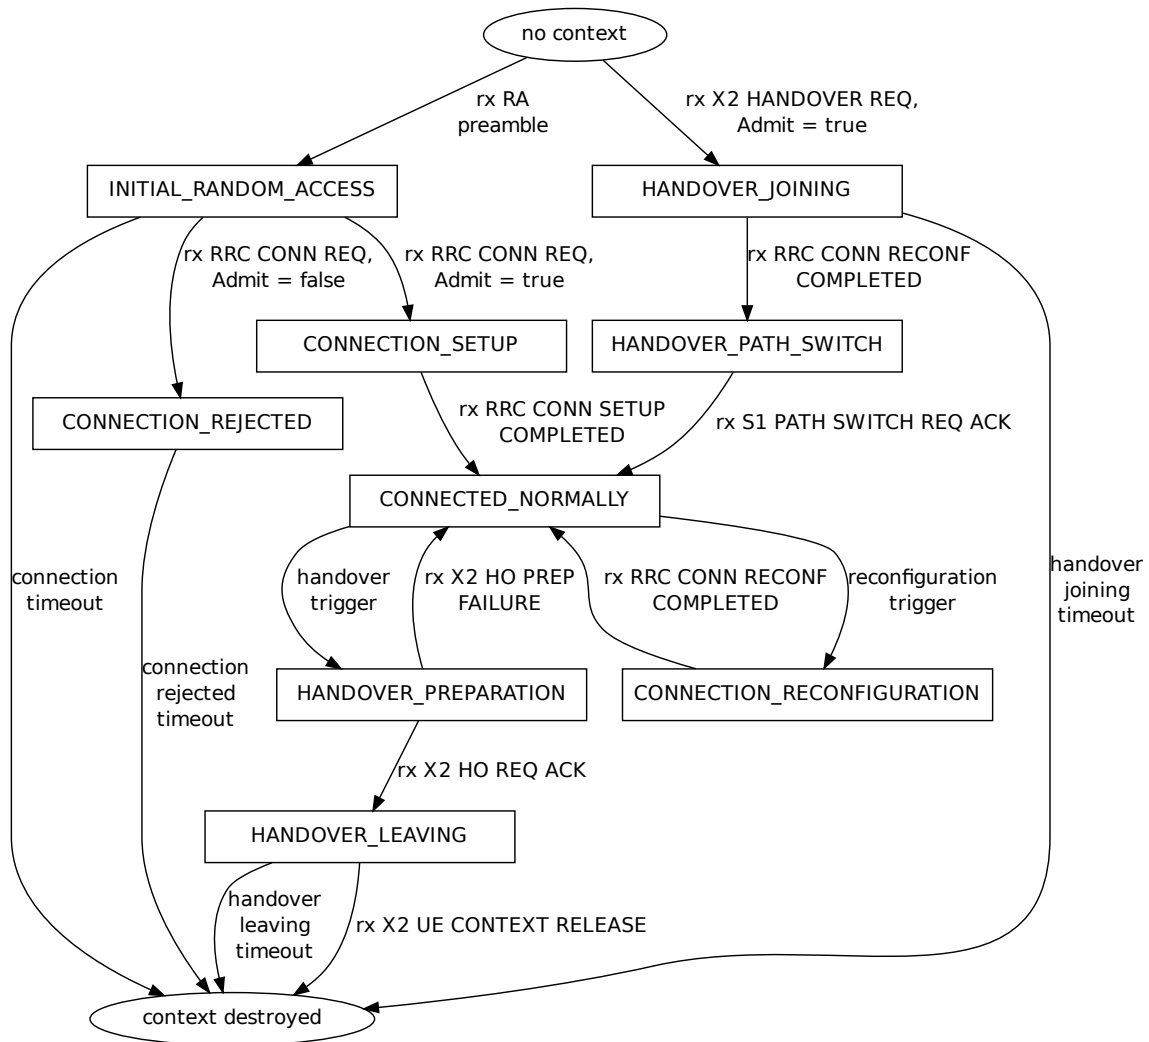 no context
rx RA
preamble
rx X2 HANDOVER REQ,
Admit = true
INITIAL_RANDOM_ACCESS
HANDOVER_JOINING
rx RRC CONN REQ,
Admit = false
rx RRC CONN REQ,
Admit = true
rx RRC CONN RECONF
COMPLETED
CONNECTION_SETUP
HANDOVER_PATH_SWITCH
CONNECTION_REJECTED
rx RRC CONN SETUP
COMPLETED
rx S1 PATH SWITCH REQ ACK
CONNECTED_NORMALLY
connection
timeout
handover
trigger
rx X2 HO PREP
FAILURE
rx RRC CONN RECONF
COMPLETED
reconfiguration
trigger
handover
joining
timeout
connection
rejected
timeout
HANDOVER_PREPARATION
CONNECTION_RECONFIGURATION
rx X2 HO REQ ACK
HANDOVER_LEAVING
handover
leaving
timeout
rx X2 UE CONTEXT RELEASE
context destroyed